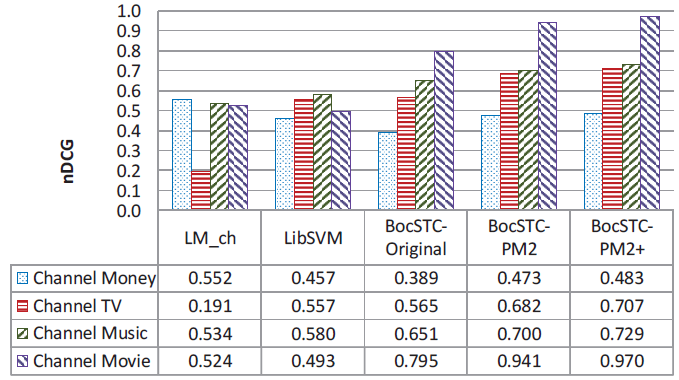 1.0
0.9
0.8
0.7
0.6
0.5
0.4
0.3
0.2
0.1
0.0
nDCG
LM_ch LibSVM BocSTC-Original BocSTC-PM2 BocSTC-PM2+
Channel Money 0.552 0.457 0.389 0.473 0.483
Channel TV 0.191 0.557 0.565 0.682 0.707
Channel Music 0.534 0.580 0.651 0.700 0.729
Channel Movie 0.524 0.493 0.795 0.941 0.970